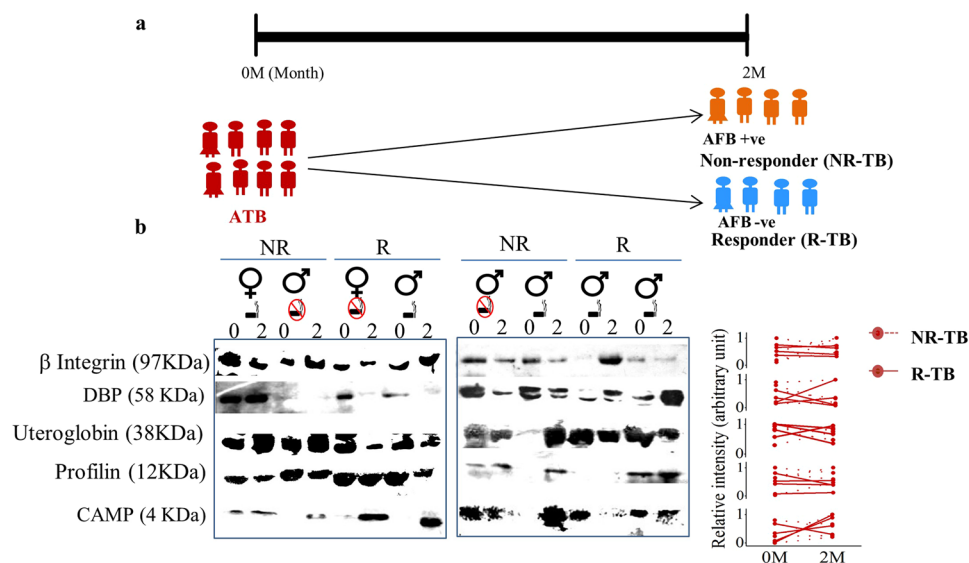 a
0M (Month)
2M
AFB +ve
Non-responder (NR-TB)
ATB
AFB -ve
Responder (R-TB)
b
NR
R
NR
R
0 2 0 2 0 2 0 2
0 2 0 2 0 2 0 2
β Integrin (97KDa)
DBP (58 KDa)
Uteroglobin (38KDa)
Profilin (12KDa)
CAMP (4 KDa)
Relative intensity (arbitrary unit)
1
0
1
0
1
0
1
0
1
0
0M
2M
NR-TB
R-TB